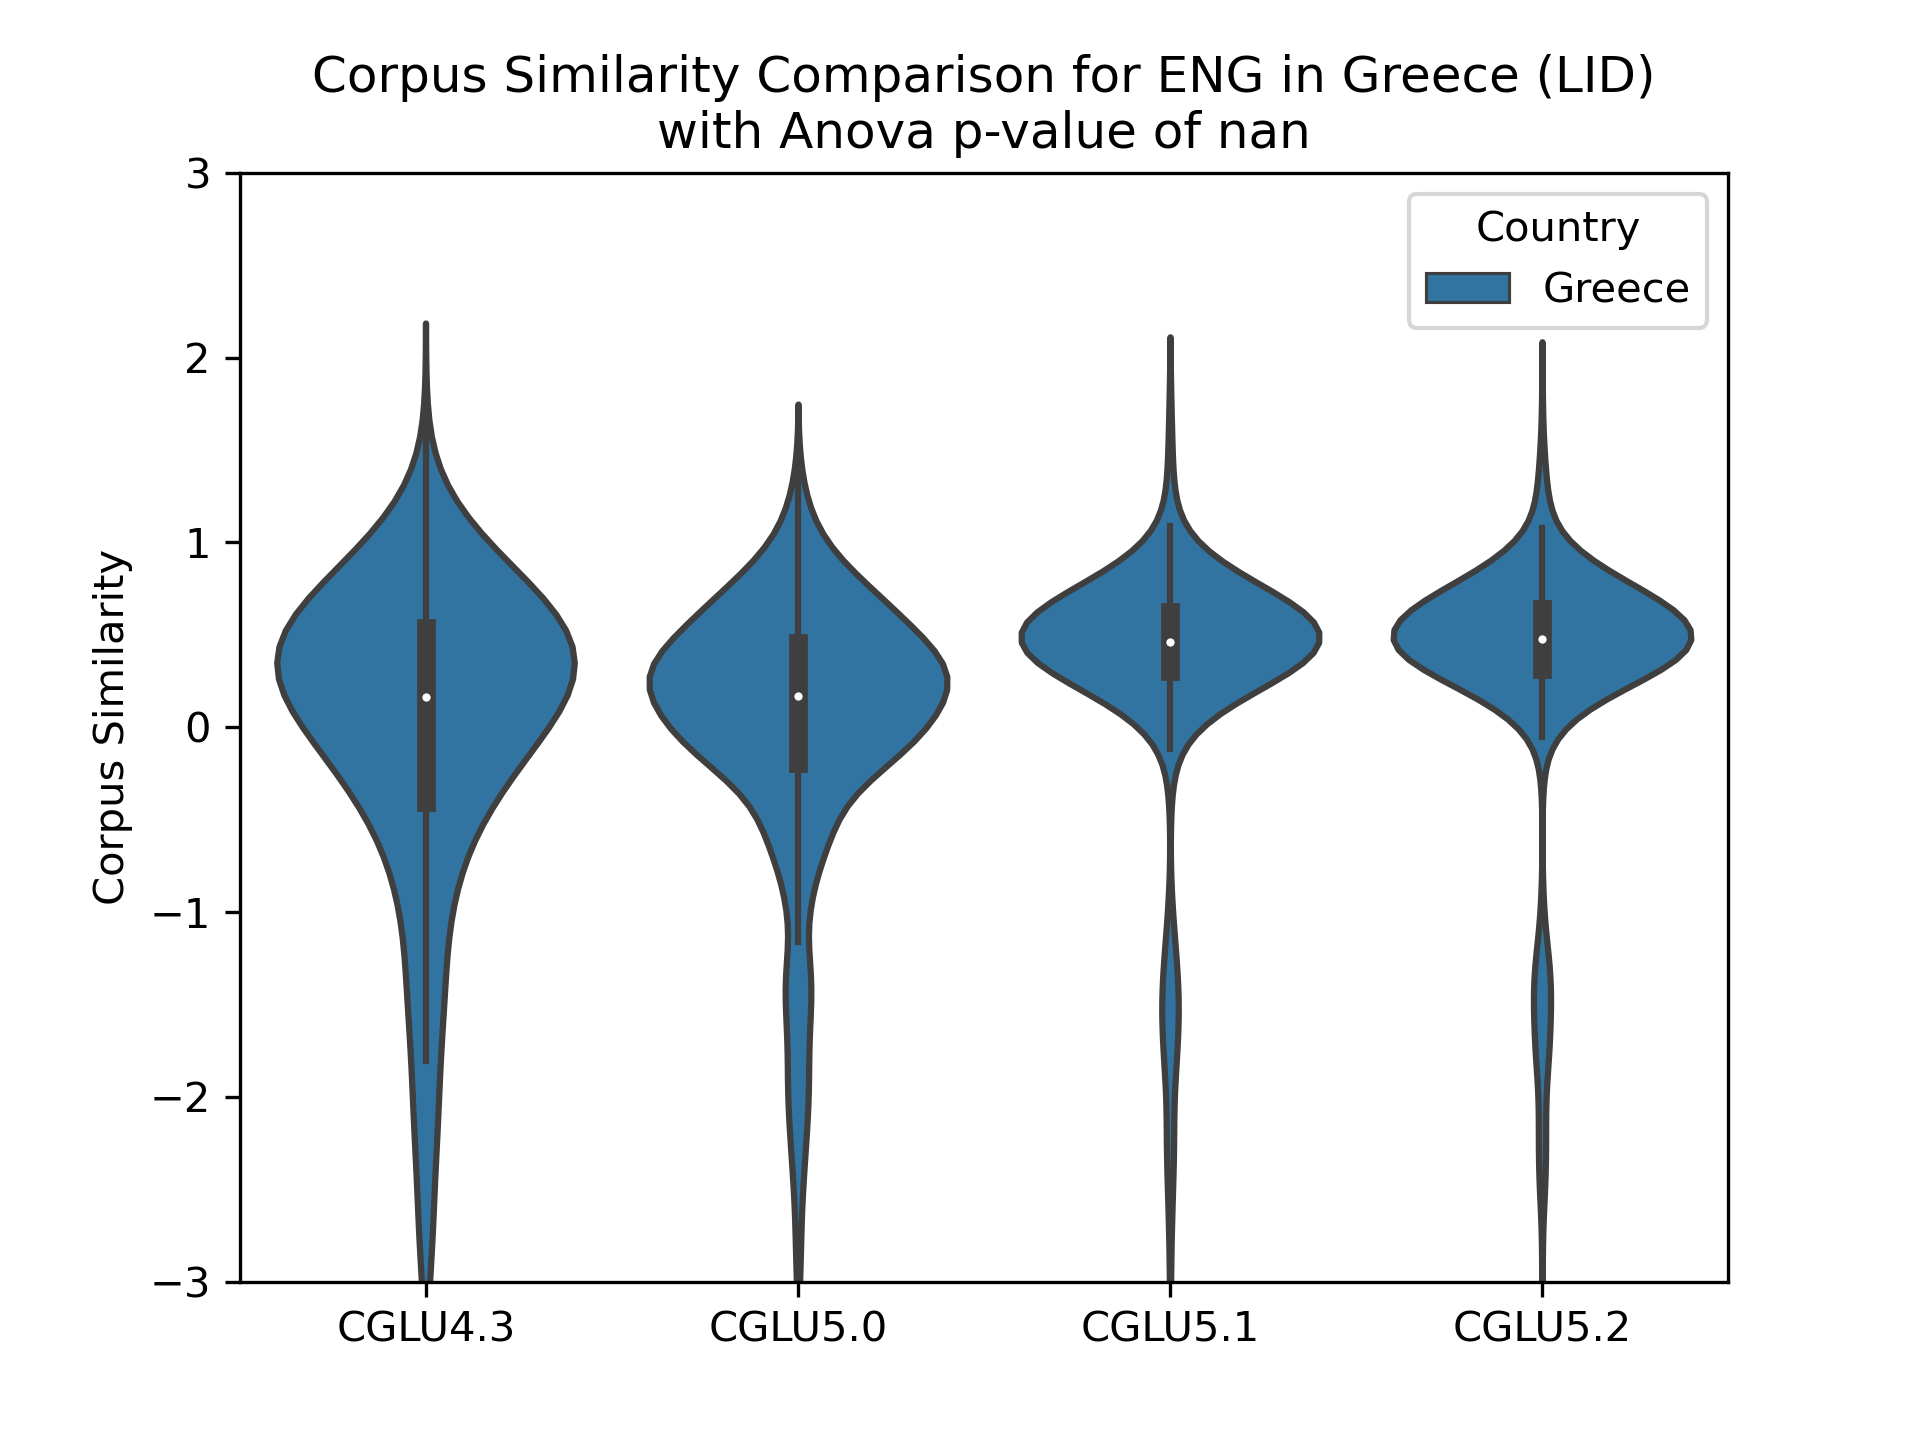 Corpus Similarity Comparison for ENG in Greece (LID)
with Anova p-value of nan
Country
Greece
Corpus Similarity
3
2
1
0
−1
−2
−3
CGLU4.3
CGLU5.0
CGLU5.1
CGLU5.2